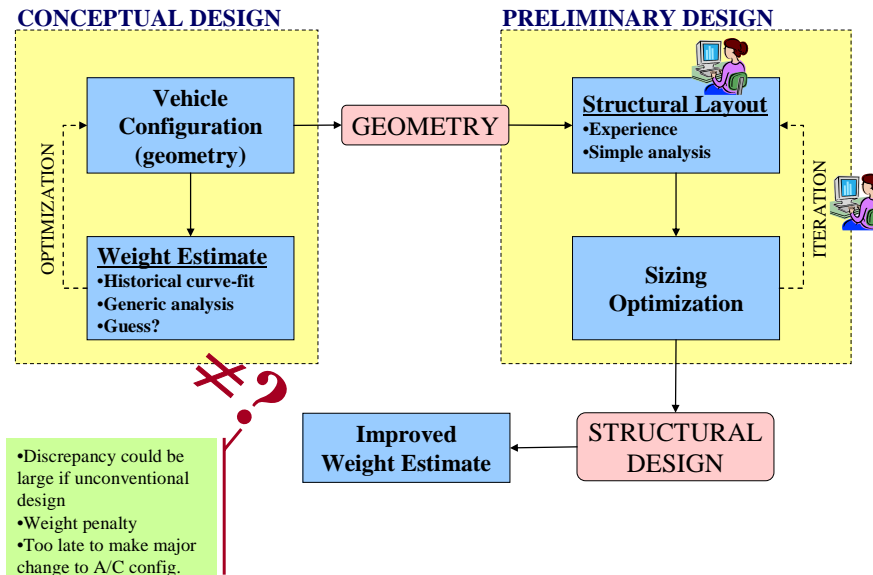 CONCEPTUAL DESIGN
PRELIMINARY DESIGN
Vehicle
Configuration
(geometry)
GEOMETRY
Structural Layout
•Experience
•Simple analysis
OPTIMIZATION
ITERATION
Weight Estimate
•Historical curve-fit
•Generic analysis
•Guess?
Sizing
Optimization
≠?
Improved
Weight Estimate
STRUCTURAL
DESIGN
•Discrepancy could be
large if unconventional
design
•Weight penalty
•Too late to make major
change to A/C config.